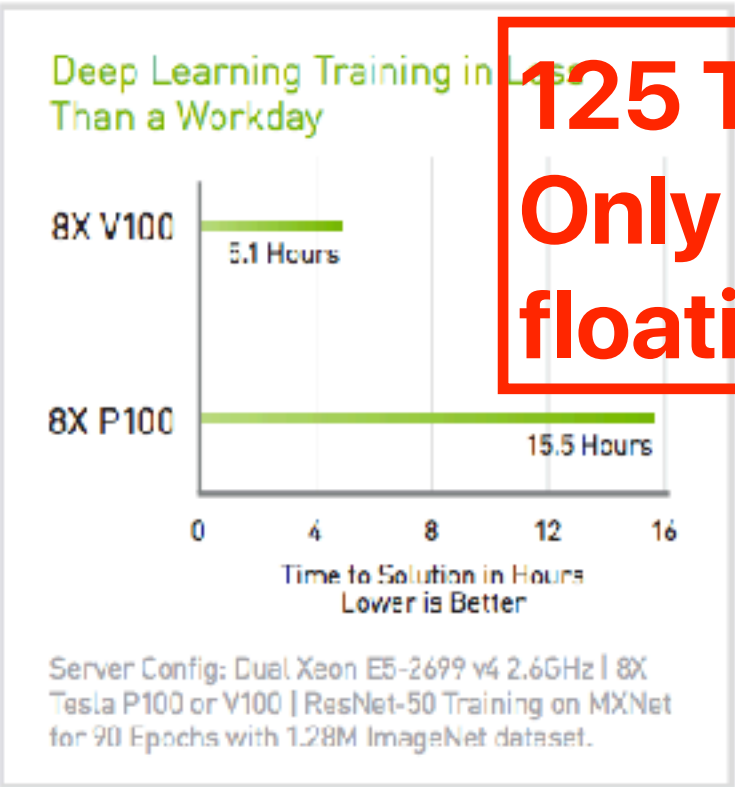 Deep Learning Training in Less
Than a Workday
125 T
Only
floati
8X V100
5.1 Hours
8X P100
15.5 Hours
0 4 8 12 16
Time to Solution in Hours
Lower is Better
Server Config: Dual Xeon E5-2699 v4 2.6GHz | 8X
Tesla P100 or V100 | ResNet-50 Training on MXNet
for 90 Epochs with 1.28M ImageNet dataset.